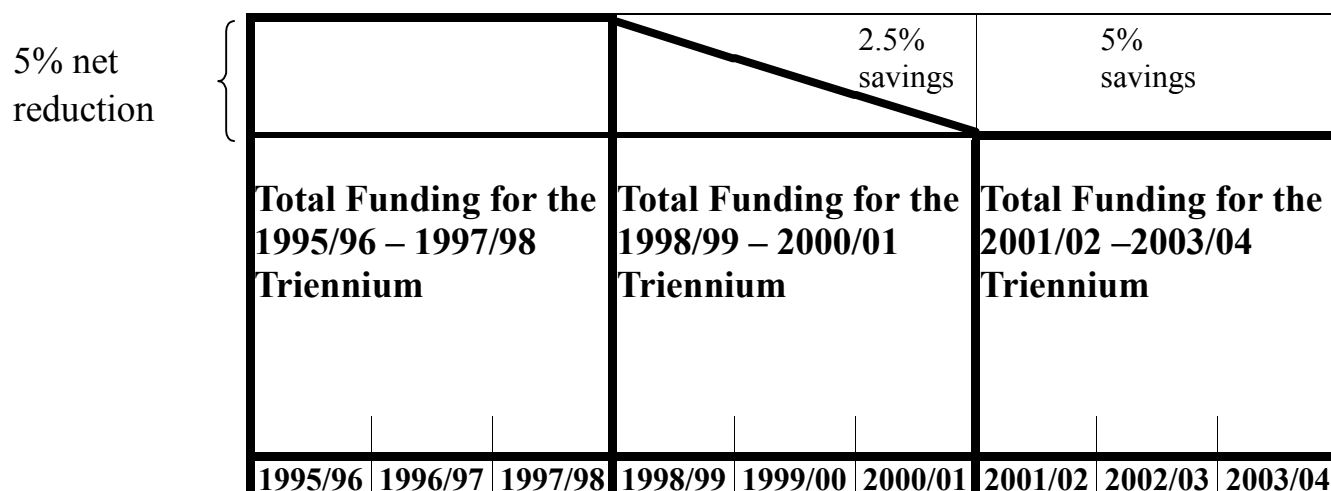 5% net
reduction
2.5%
savings
5%
savings
Total Funding for the
1995/96 – 1997/98
Triennium
Total Funding for the
1998/99 – 2000/01
Triennium
Total Funding for the
2001/02 –2003/04
Triennium
1995/96 1996/97 1997/98 1998/99 1999/00 2000/01 2001/02 2002/03 2003/04